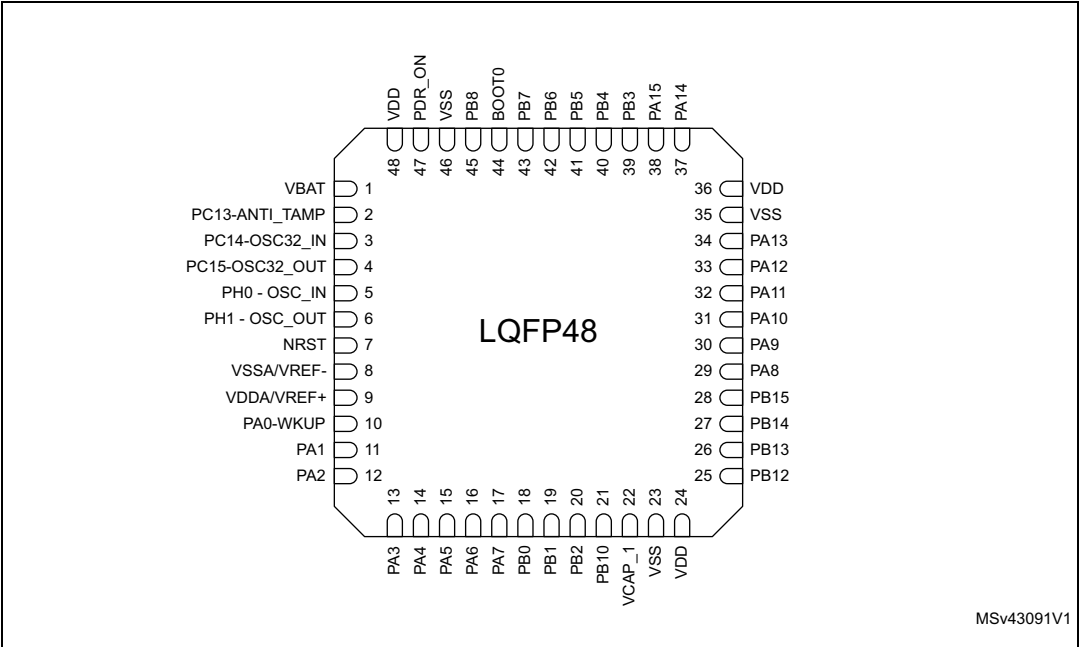 VDD
PDR_ON
VSS
PB8
BOOT0
PB7
PB6
PB5
PB4
PB3
PA15
PA14
48
47
46
45
44
43
42
41
40
39
38
37
VBAT 1
PC13-ANTI_TAMP 2
PC14-OSC32_IN 3
PC15-OSC32_OUT 4
PH0 - OSC_IN 5
PH1 - OSC_OUT 6
NRST 7
VSSA/VREF- 8
VDDA/VREF+ 9
PA0-WKUP 10
PA1 11
PA2 12
LQFP48
36 VDD
35 VSS
34 PA13
33 PA12
32 PA11
31 PA10
30 PA9
29 PA8
28 PB15
27 PB14
26 PB13
25 PB12
13
14
15
16
17
18
19
20
21
22
23
24
PA3
PA4
PA5
PA6
PA7
PB0
PB1
PB2
PB10
VCAP_1
VSS
VDD
MSv43091V1